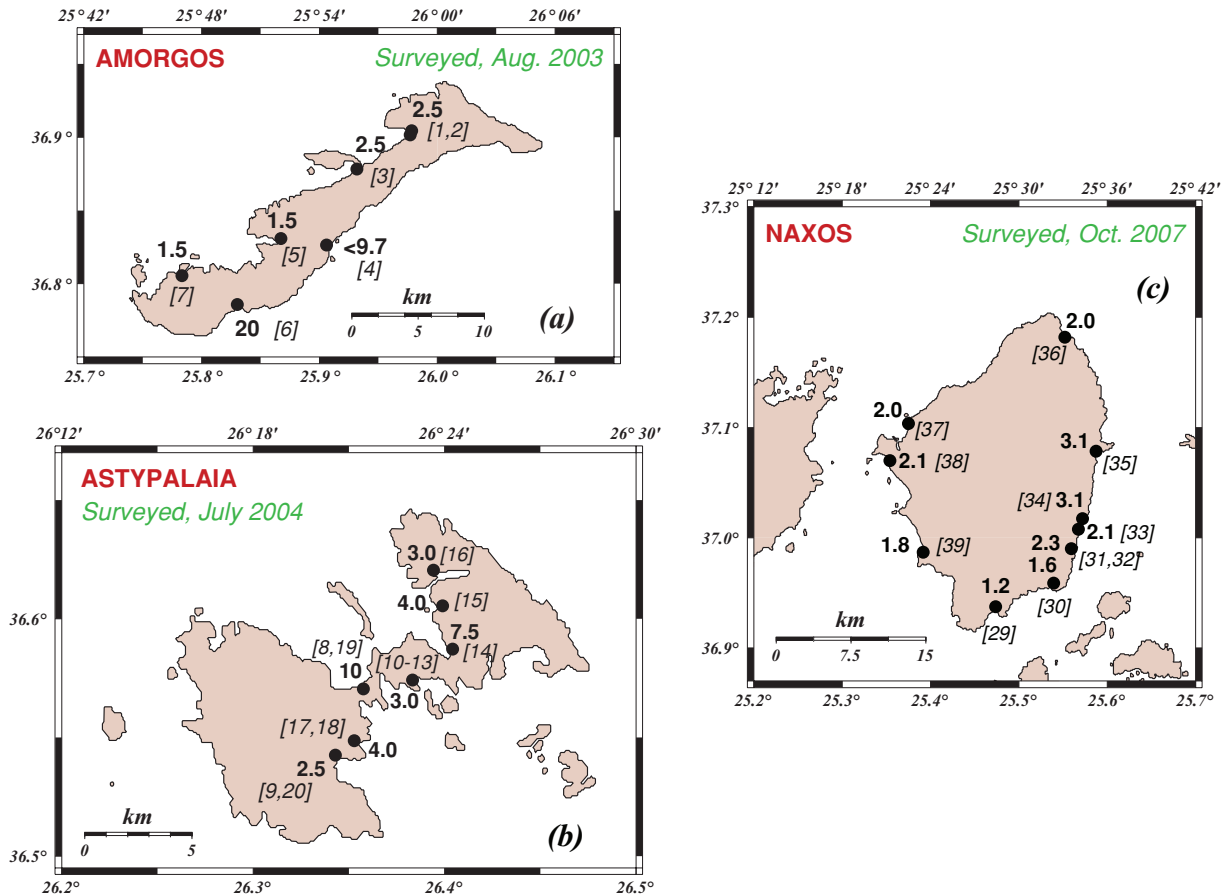 25°42′ 25°48′ 25°54′ 26°00′ 26°06′
AMORGOS Surveyed, Aug. 2003
2.5
36.9° [1,2]
2.5
[3]
1.5
[5]
<9.7
[4]
1.5
36.8°
[7]
20 [6]
km
0 5 10
(a)
25.7° 25.8° 25.9° 26.0° 26.1°
26°12′ 26°18′ 26°24′ 26°30′
ASTYPALAIA
Surveyed, July 2004
3.0 [16]
4.0 [15]
36.6°
7.5
[14]
[8,19]
10
[10-13]
3.0
[17,18]
4.0
2.5
[9,20]
km
0 5
(b)
36.5°
26.2° 26.3° 26.4° 26.5°
25°12′ 25°18′ 25°24′ 25°30′ 25°36′ 25°42′
37.3°
NAXOS Surveyed, Oct. 2007
(c)
37.2°
2.0
[36]
2.0
[37]
37.1°
3.1
[35]
2.1 [38]
[34] 3.1
2.1 [33]
37.0°
1.8 [39]
2.3
[31,32]
1.6
[30]
1.2
[29]
km
0 7.5 15
36.9°
25.2° 25.3° 25.4° 25.5° 25.6° 25.7°